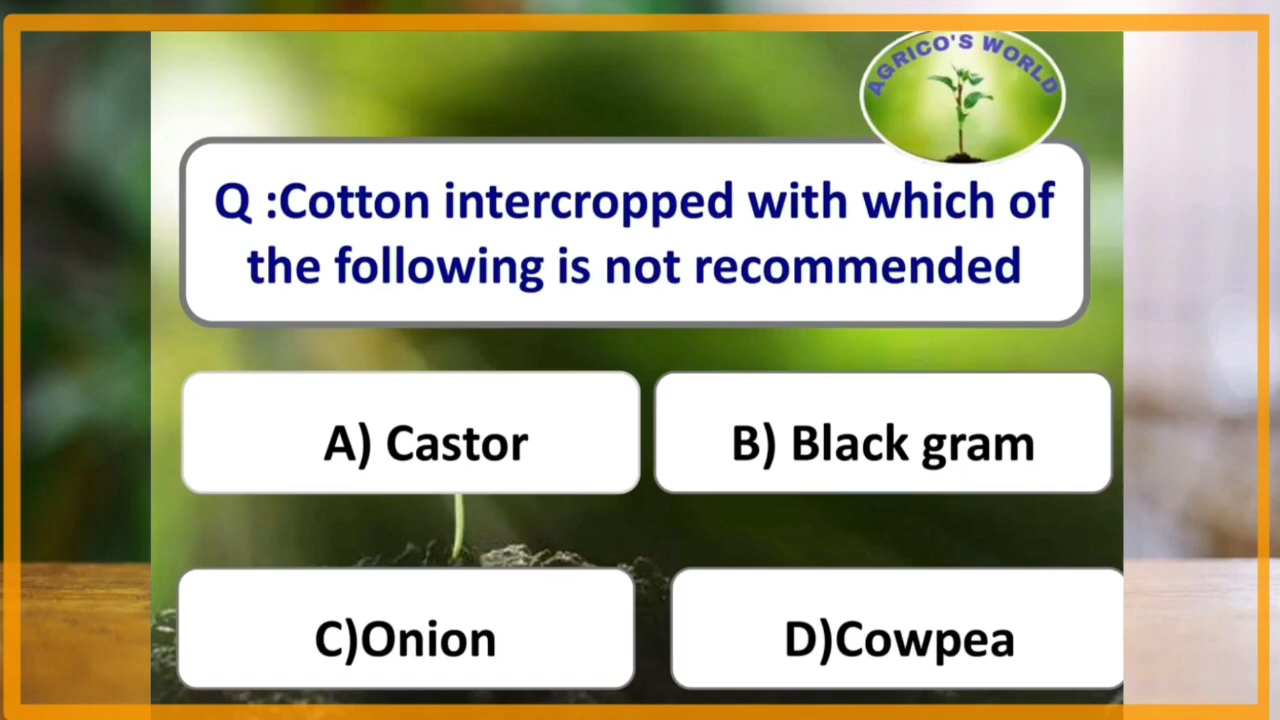 AGRICO'S WORLD
Q :Cotton intercropped with which of
the following is not recommended
A) Castor
B) Black gram
C)Onion
D)Cowpea